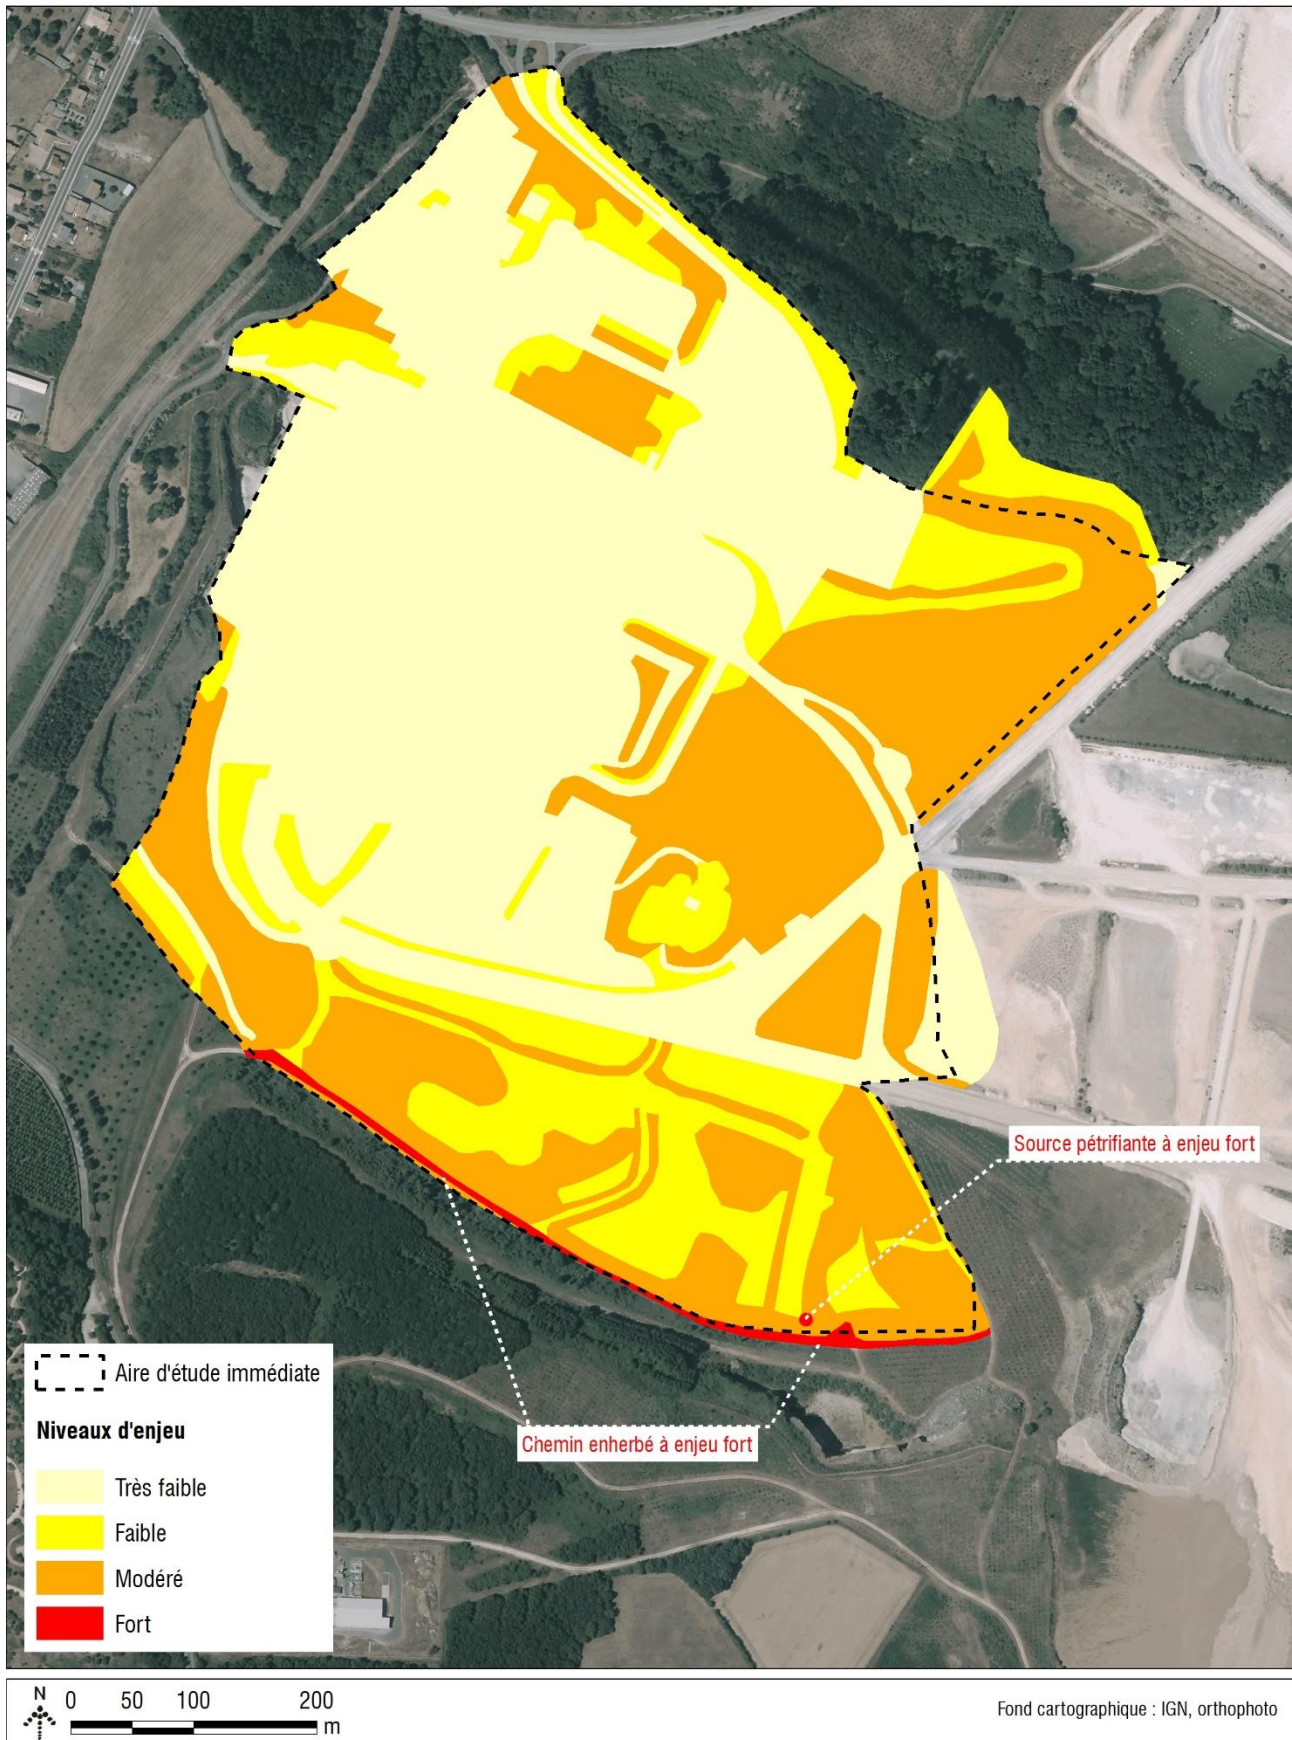 Source pétrifiante à enjeu fort
Chemin enherbé à enjeu fort
Aire d'étude immédiate
Niveaux d'enjeu
Très faible
Faible
Modéré
Fort
N
0 50 100 200
m
Fond cartographique : IGN, orthophoto